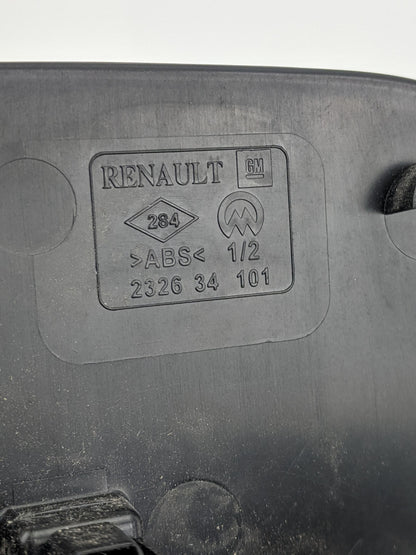 RENAULT GM
284
>ABS< 1/2
2326 34 101